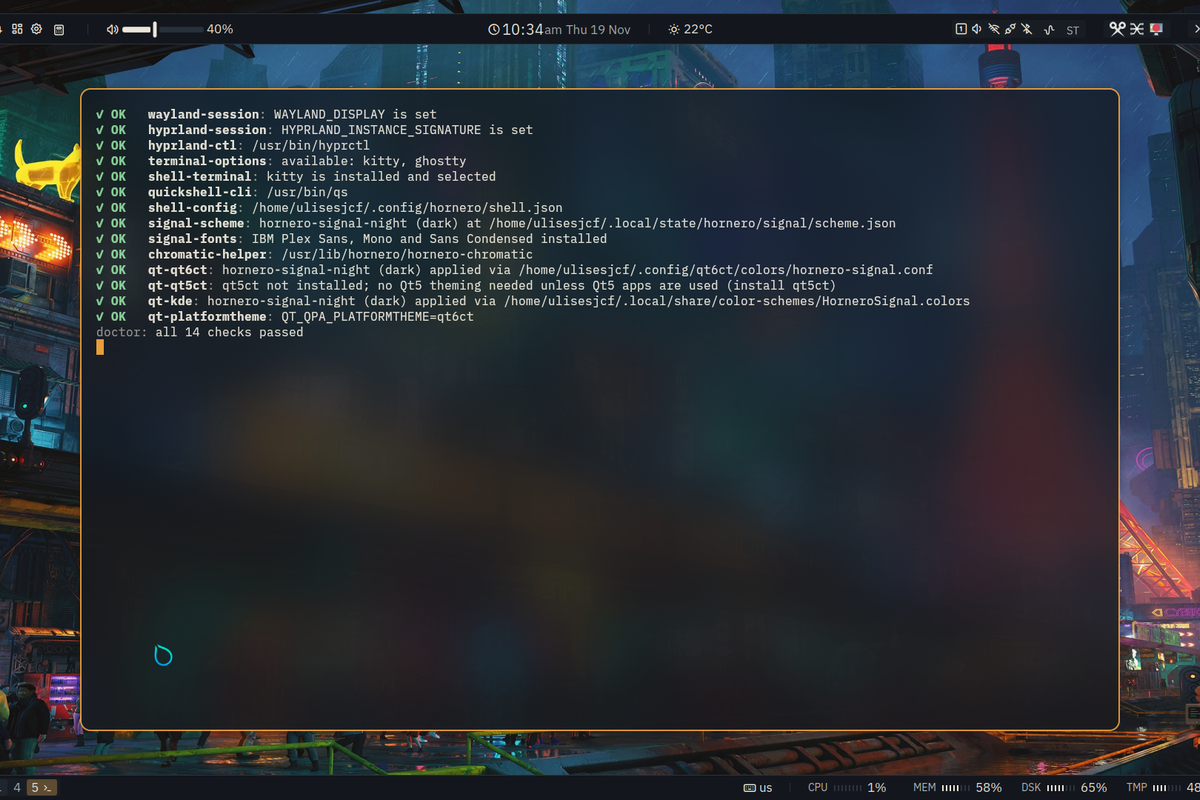 40%
10:34am Thu 19 Nov
22°C
1
ST
✓ OK wayland-session: WAYLAND_DISPLAY is set
✓ OK hyprland-session: HYPRLAND_INSTANCE_SIGNATURE is set
✓ OK hyprland-ctl: /usr/bin/hyprctl
✓ OK terminal-options: available: kitty, ghostty
✓ OK shell-terminal: kitty is installed and selected
✓ OK quickshell-cli: /usr/bin/qs
✓ OK shell-config: /home/ulisesjcf/.config/hornero/shell.json
✓ OK signal-scheme: hornero-signal-night (dark) at /home/ulisesjcf/.local/state/hornero/signal/scheme.json
✓ OK signal-fonts: IBM Plex Sans, Mono and Sans Condensed installed
✓ OK chromatic-helper: /usr/lib/hornero/hornero-chromatic
✓ OK qt-qt6ct: hornero-signal-night (dark) applied via /home/ulisesjcf/.config/qt6ct/colors/hornero-signal.conf
✓ OK qt-qt5ct: qt5ct not installed; no Qt5 theming needed unless Qt5 apps are used (install qt5ct)
✓ OK qt-kde: hornero-signal-night (dark) applied via /home/ulisesjcf/.local/share/color-schemes/HorneroSignal.colors
✓ OK qt-platformtheme: QT_QPA_PLATFORMTHEME=qt6ct
doctor: all 14 checks passed
4 5 >_
us
CPU 1%
MEM 58%
DSK 65%
TMP 48